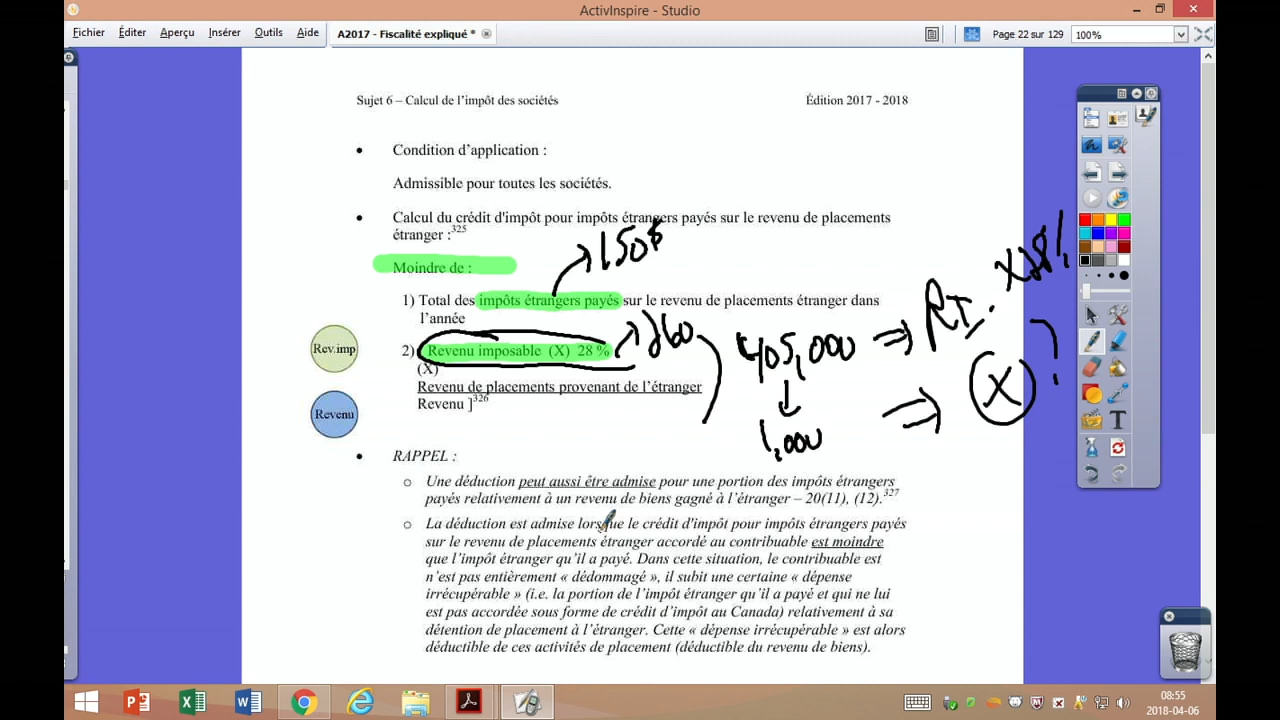 ActivInspire - Studio
Fichier Éditer Aperçu Insérer Outils Aide A2017 - Fiscalité expliqué * Page 22 sur 129 100%
Sujet 6 – Calcul de l'impôt des sociétés Édition 2017 - 2018
• Condition d'application :
Admissible pour toutes les sociétés.
• Calcul du crédit d'impôt pour impôts étrangers payés sur le revenu de placements
étranger :325
150$
Moindre de :
1) Total des impôts étrangers payés sur le revenu de placements étranger dans
l'année
R.I. X 28%
260
405,000
Rev.imp
2) Revenu imposable (X) 28 %
(X)
X ?
Revenu de placements provenant de l'étranger
Revenu ]326
Revenu
1,000
• RAPPEL :
o Une déduction peut aussi être admise pour une portion des impôts étrangers
payés relativement à un revenu de biens gagné à l'étranger – 20(11), (12).327
o La déduction est admise lorsque le crédit d'impôt pour impôts étrangers payés
sur le revenu de placements étranger accordé au contribuable est moindre
que l'impôt étranger qu'il a payé. Dans cette situation, le contribuable est
n'est pas entièrement « dédommagé », il subit une certaine « dépense
irrécupérable » (i.e. la portion de l'impôt étranger qu'il a payé et qui ne lui
est pas accordée sous forme de crédit d'impôt au Canada) relativement à sa
détention de placement à l'étranger. Cette « dépense irrécupérable » est alors
déductible de ces activités de placement (déductible du revenu de biens).
08:55
2018-04-06